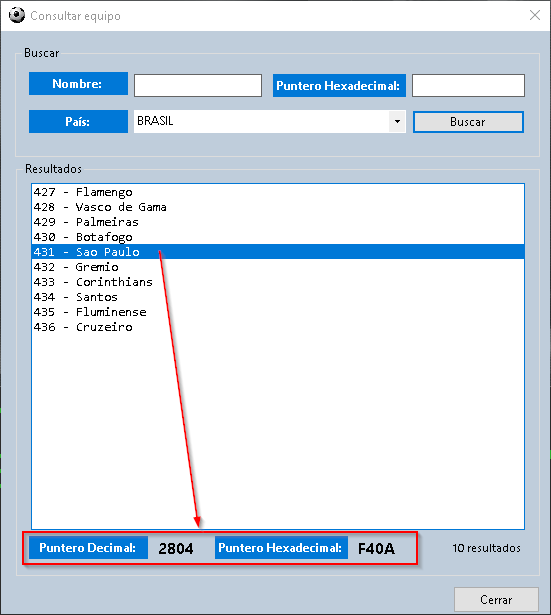 Consultar equipo
Buscar
Nombre:
Puntero Hexadecimal:
País:
BRASIL
Buscar
Resultados
427 - Flamengo
428 - Vasco de Gama
429 - Palmeiras
430 - Botafogo
431 - Sao Paulo
432 - Gremio
433 - Corinthians
434 - Santos
435 - Fluminense
436 - Cruzeiro
Puntero Decimal: 2804 Puntero Hexadecimal: F40A 10 resultados
Cerrar